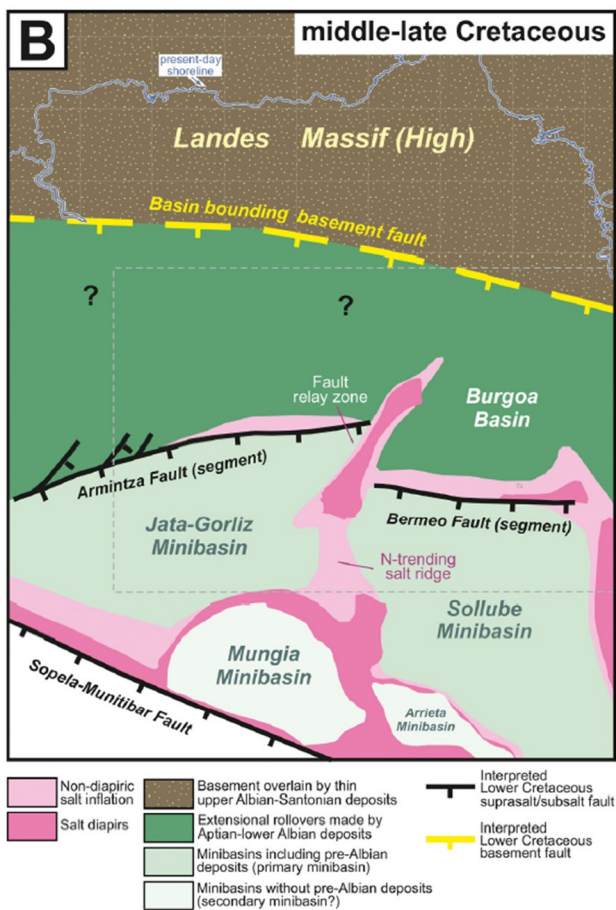 B
middle-late Cretaceous
present-day
shoreline
Landes Massif (High)
Basin bounding basement fault
?
?
Fault
relay zone
Burgoa
Basin
Armintza Fault (segment)
Bermeo Fault (segment)
Jata-Gorliz
Minibasin
N-trending
salt ridge
Sollube
Minibasin
Mungia
Minibasin
Arrieta
Minibasin
Sopela-Munitibar Fault
Non-diapiric
salt inflation
Salt diapirs
Basement overlain by thin
upper Albian-Santonian deposits
Extensional rollovers made by
Aptian-lower Albian deposits
Minibasins including pre-Albian
deposits (primary minibasin)
Minibasins without pre-Albian deposits
(secondary minibasin?)
Interpreted
Lower Cretaceous
suprasalt/subsalt fault
Interpreted
Lower Cretaceous
basement fault